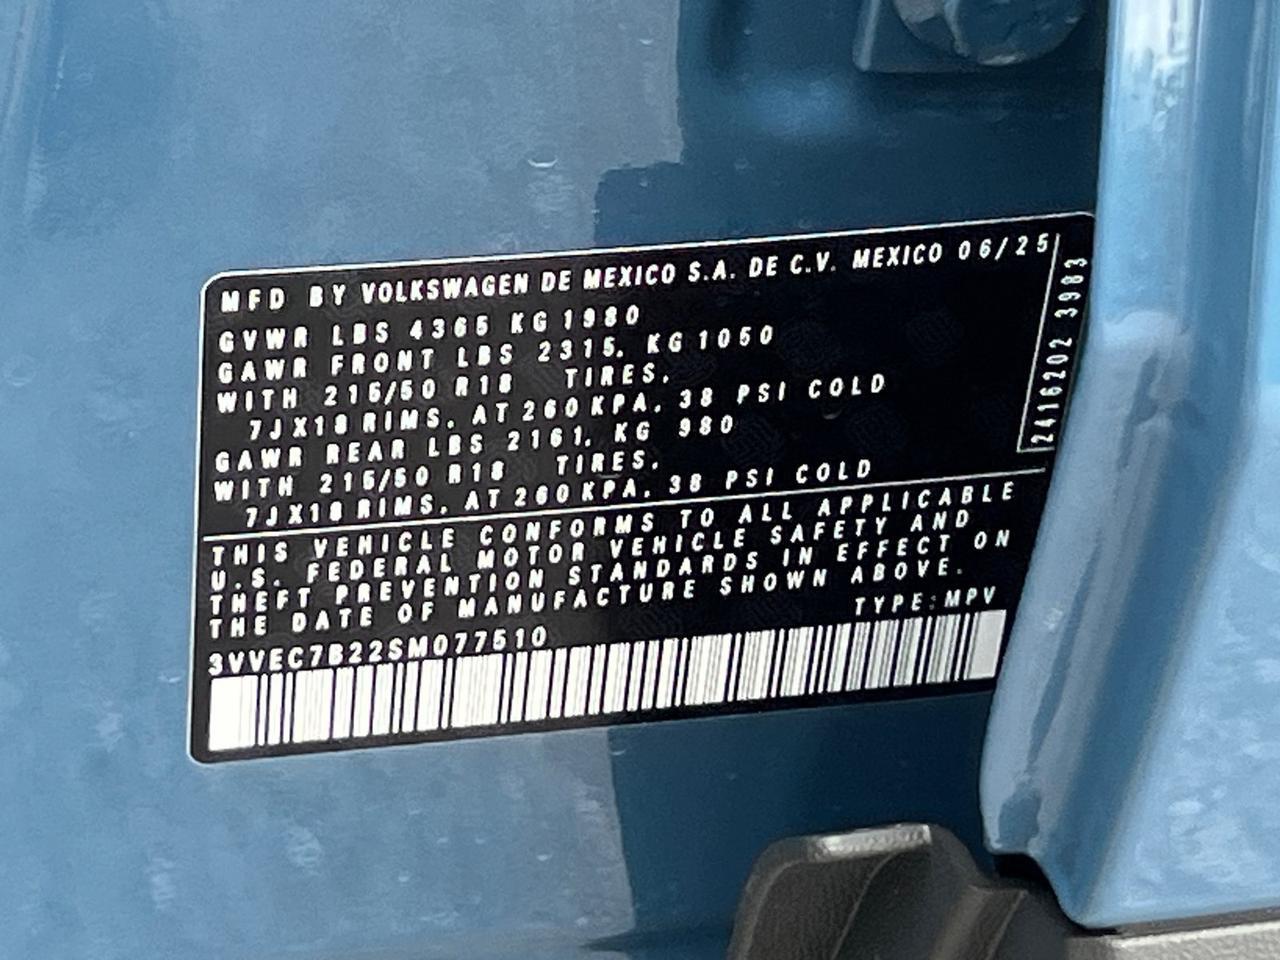 MFD BY VOLKSWAGEN DE MEXICO S.A. DE C.V. MEXICO 06/25
GVWR LBS 4365 KG 1980
GAWR FRONT LBS 2315. KG 1050
WITH 215/50 R18 TIRES.
7JX18 RIMS. AT 260 KPA. 38 PSI COLD
GAWR REAR LBS 2161. KG 980
WITH 215/50 R18 TIRES.
7JX18 RIMS. AT 260 KPA. 38 PSI COLD
2416202 3983
THIS VEHICLE CONFORMS TO ALL APPLICABLE
U.S. FEDERAL MOTOR VEHICLE SAFETY AND
THEFT PREVENTION STANDARDS IN EFFECT ON
THE DATE OF MANUFACTURE SHOWN ABOVE.
TYPE:MPV
3VVEC7B22SM077510